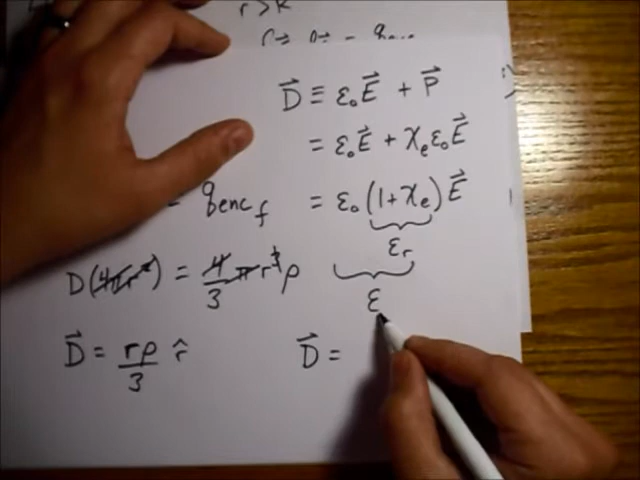 r > R
D⃗ ≡ ε₀E⃗ + P⃗
= ε₀E⃗ + χₑε₀E⃗
= q_enc_f = ε₀(1+χₑ)E⃗
εᵣ
D(4πr²) = 4/3 πr³ρ
ε
D⃗ = rρ/3 r̂ D⃗ =